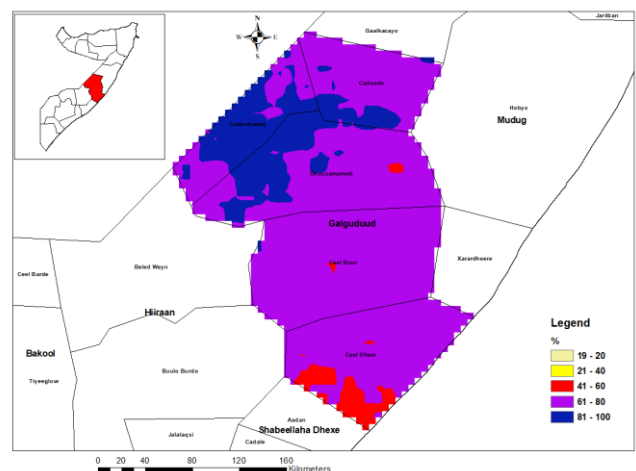 Jariiban
Gaalkacayo
N
W E
S
Cadaado
Hobyo
Mudug
Dhuusamareeb
Galguduud
Ceel Barde
Beled Weyn
Ceel Buur
Xarardheere
Hiiraan
Bakool
Tiyeeglow
Buulo Burdo
Ceel Dheer
Aadan
Shabeellaha Dhexe
Jalalaqsi
Cadale
Legend
%
19 - 20
21 - 40
41 - 60
61 - 80
81 - 100
0 20 40 80 120 160
Kilometers